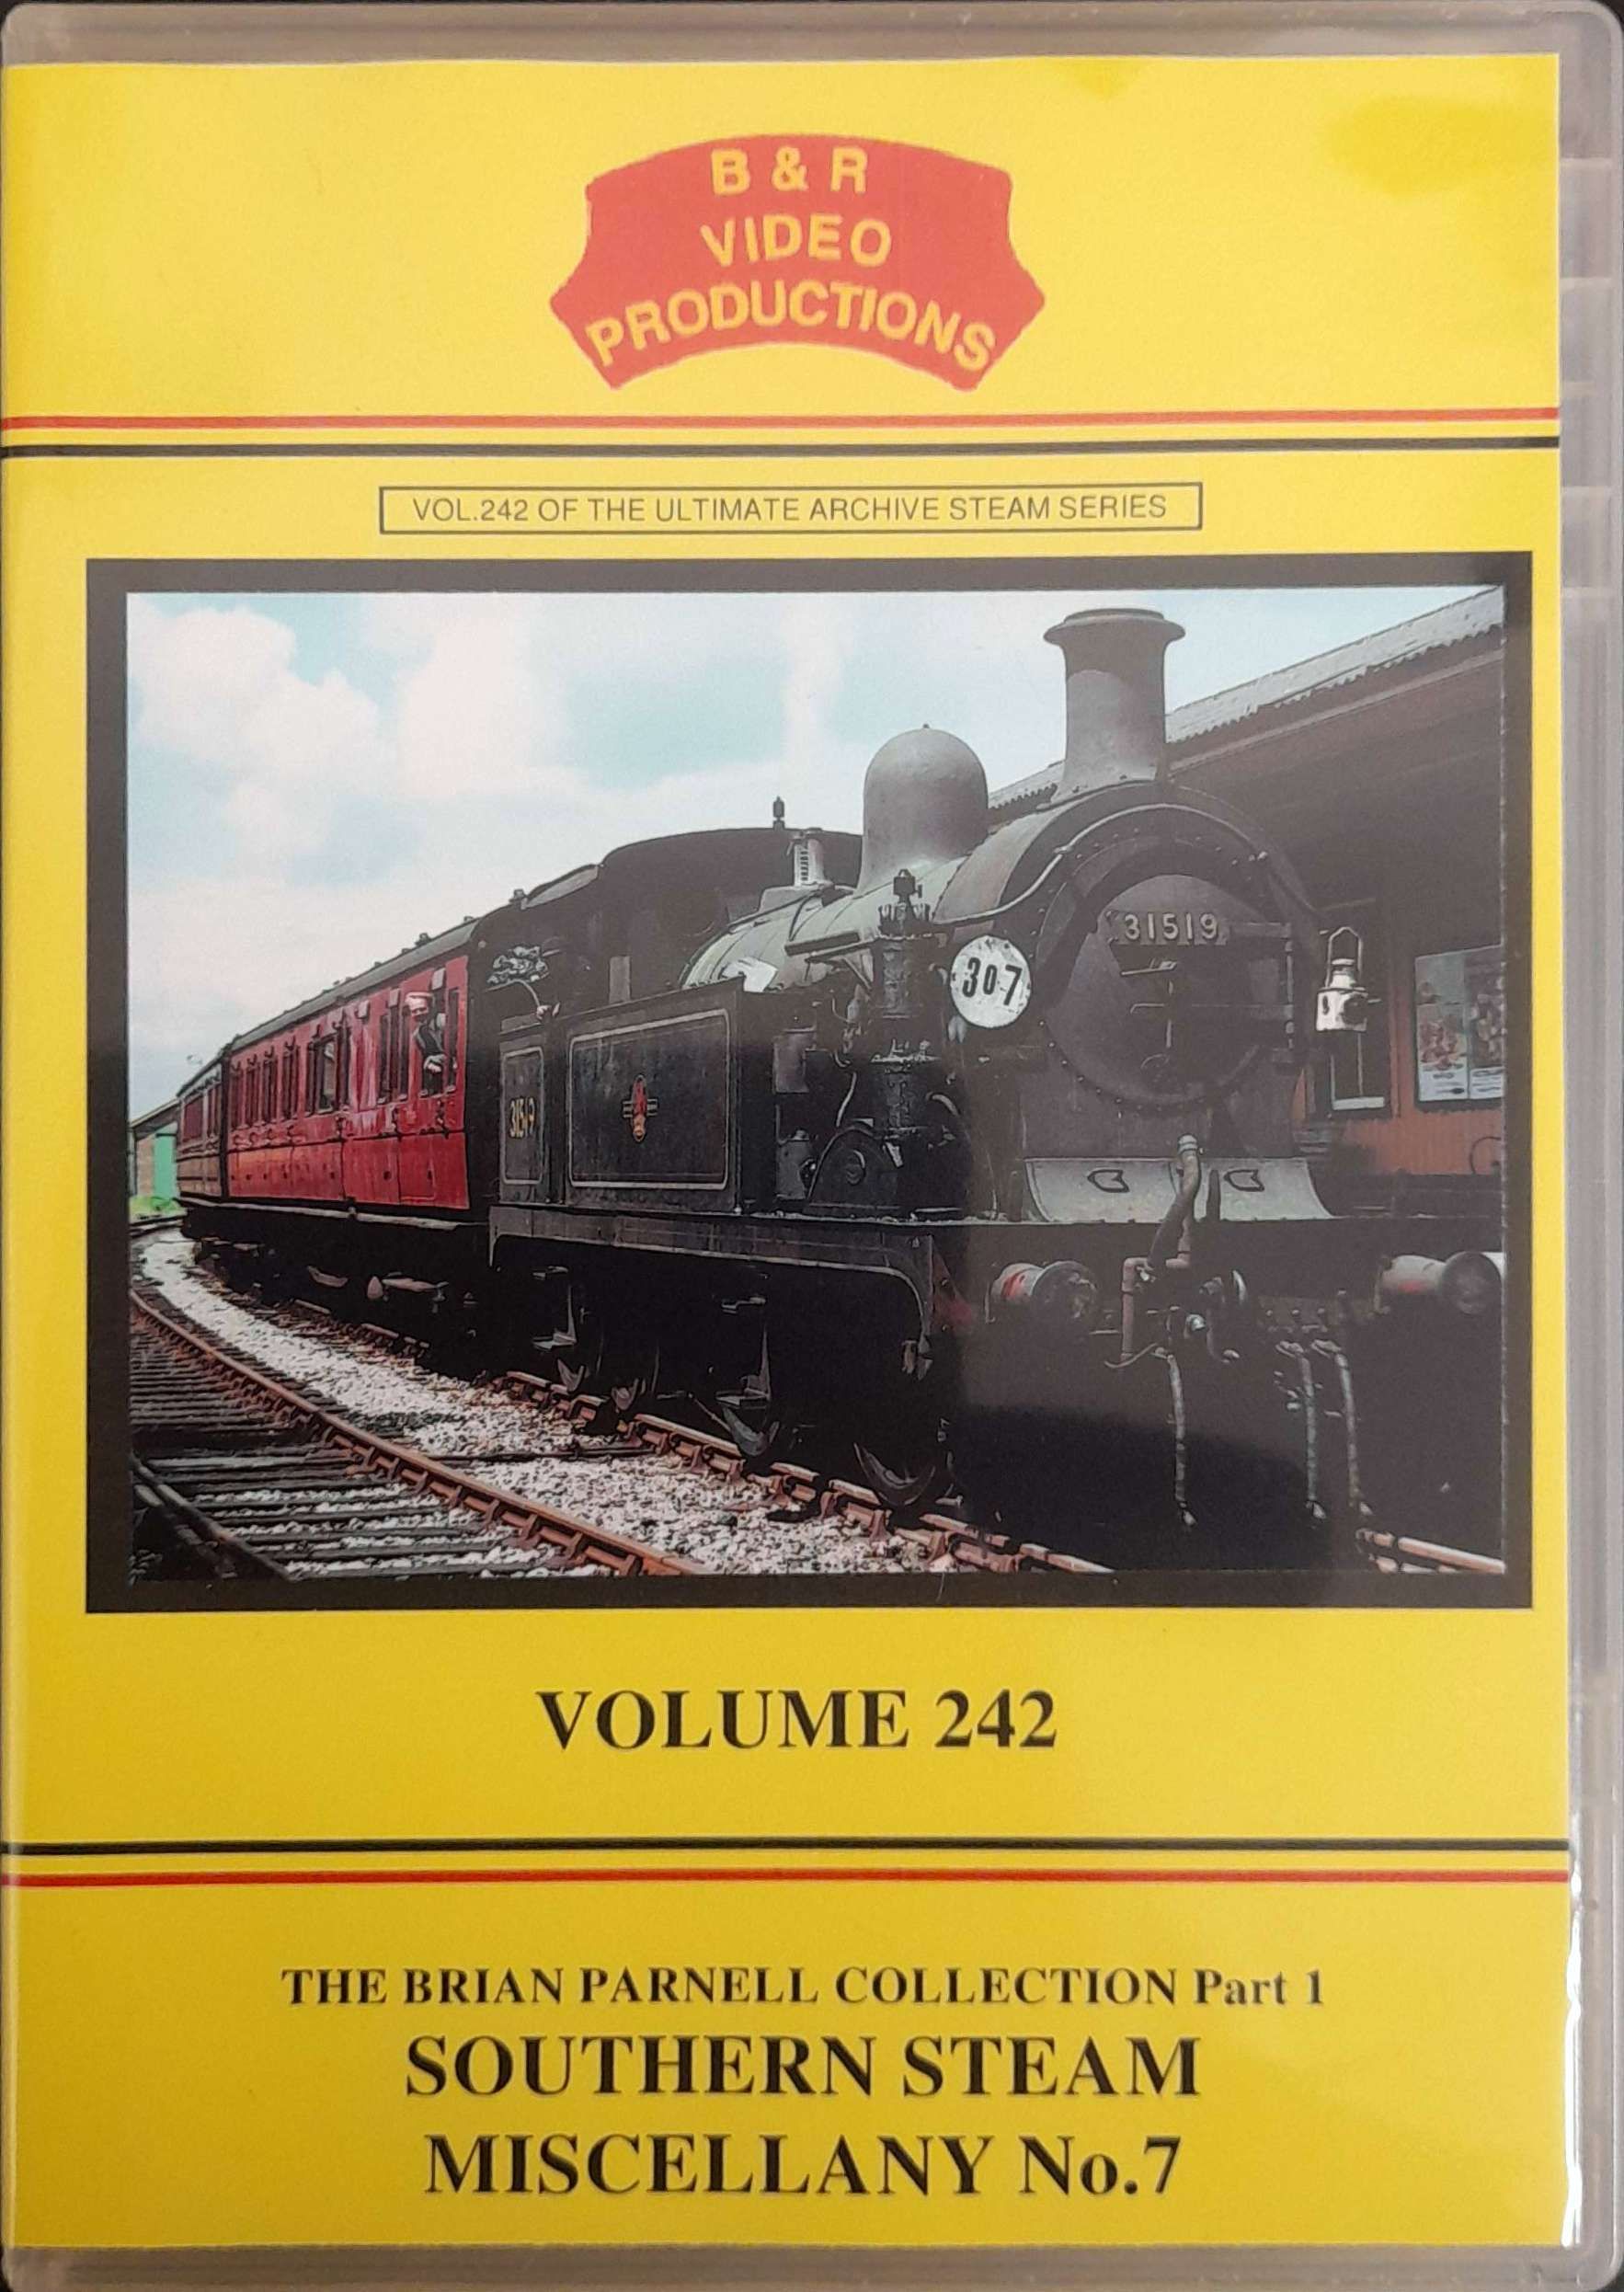 B & R
VIDEO
PRODUCTIONS
VOL.242 OF THE ULTIMATE ARCHIVE STEAM SERIES
31519
307
31519
VOLUME 242
THE BRIAN PARNELL COLLECTION Part 1
SOUTHERN STEAM
MISCELLANY No.7